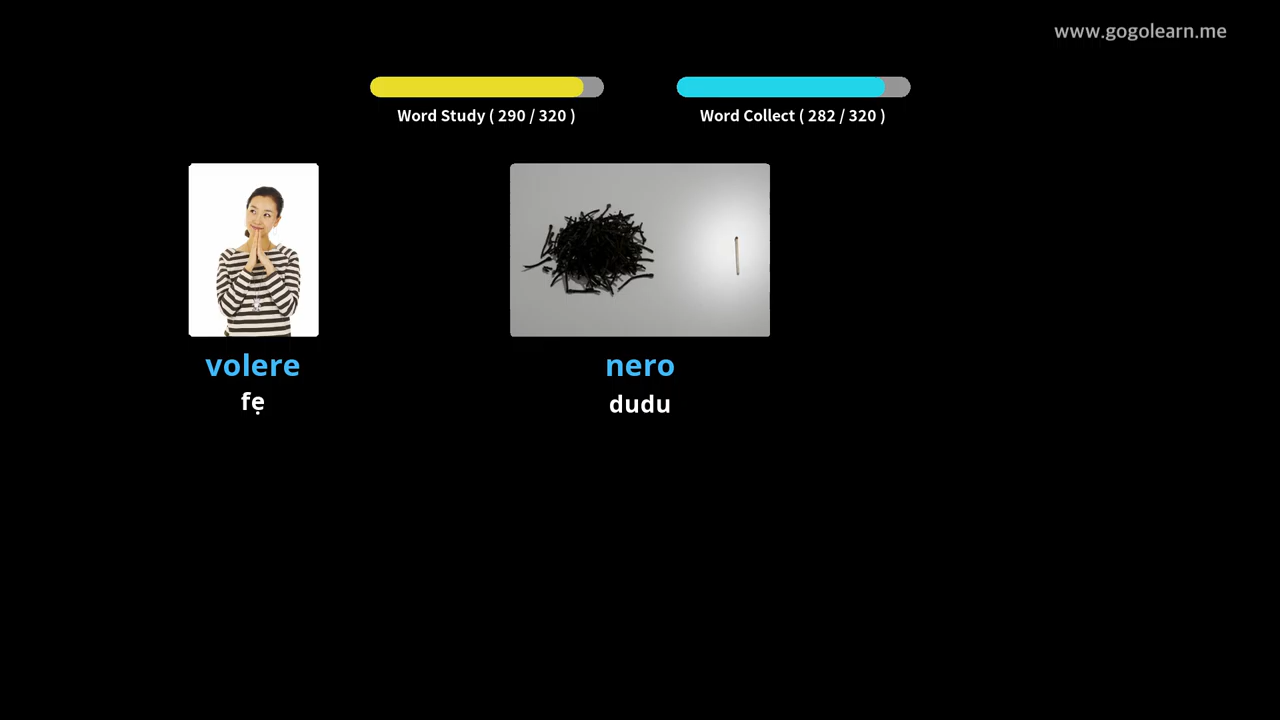 www.gogolearn.me
Word Study ( 290 / 320 )
Word Collect ( 282 / 320 )
volere
fẹ
nero
dudu